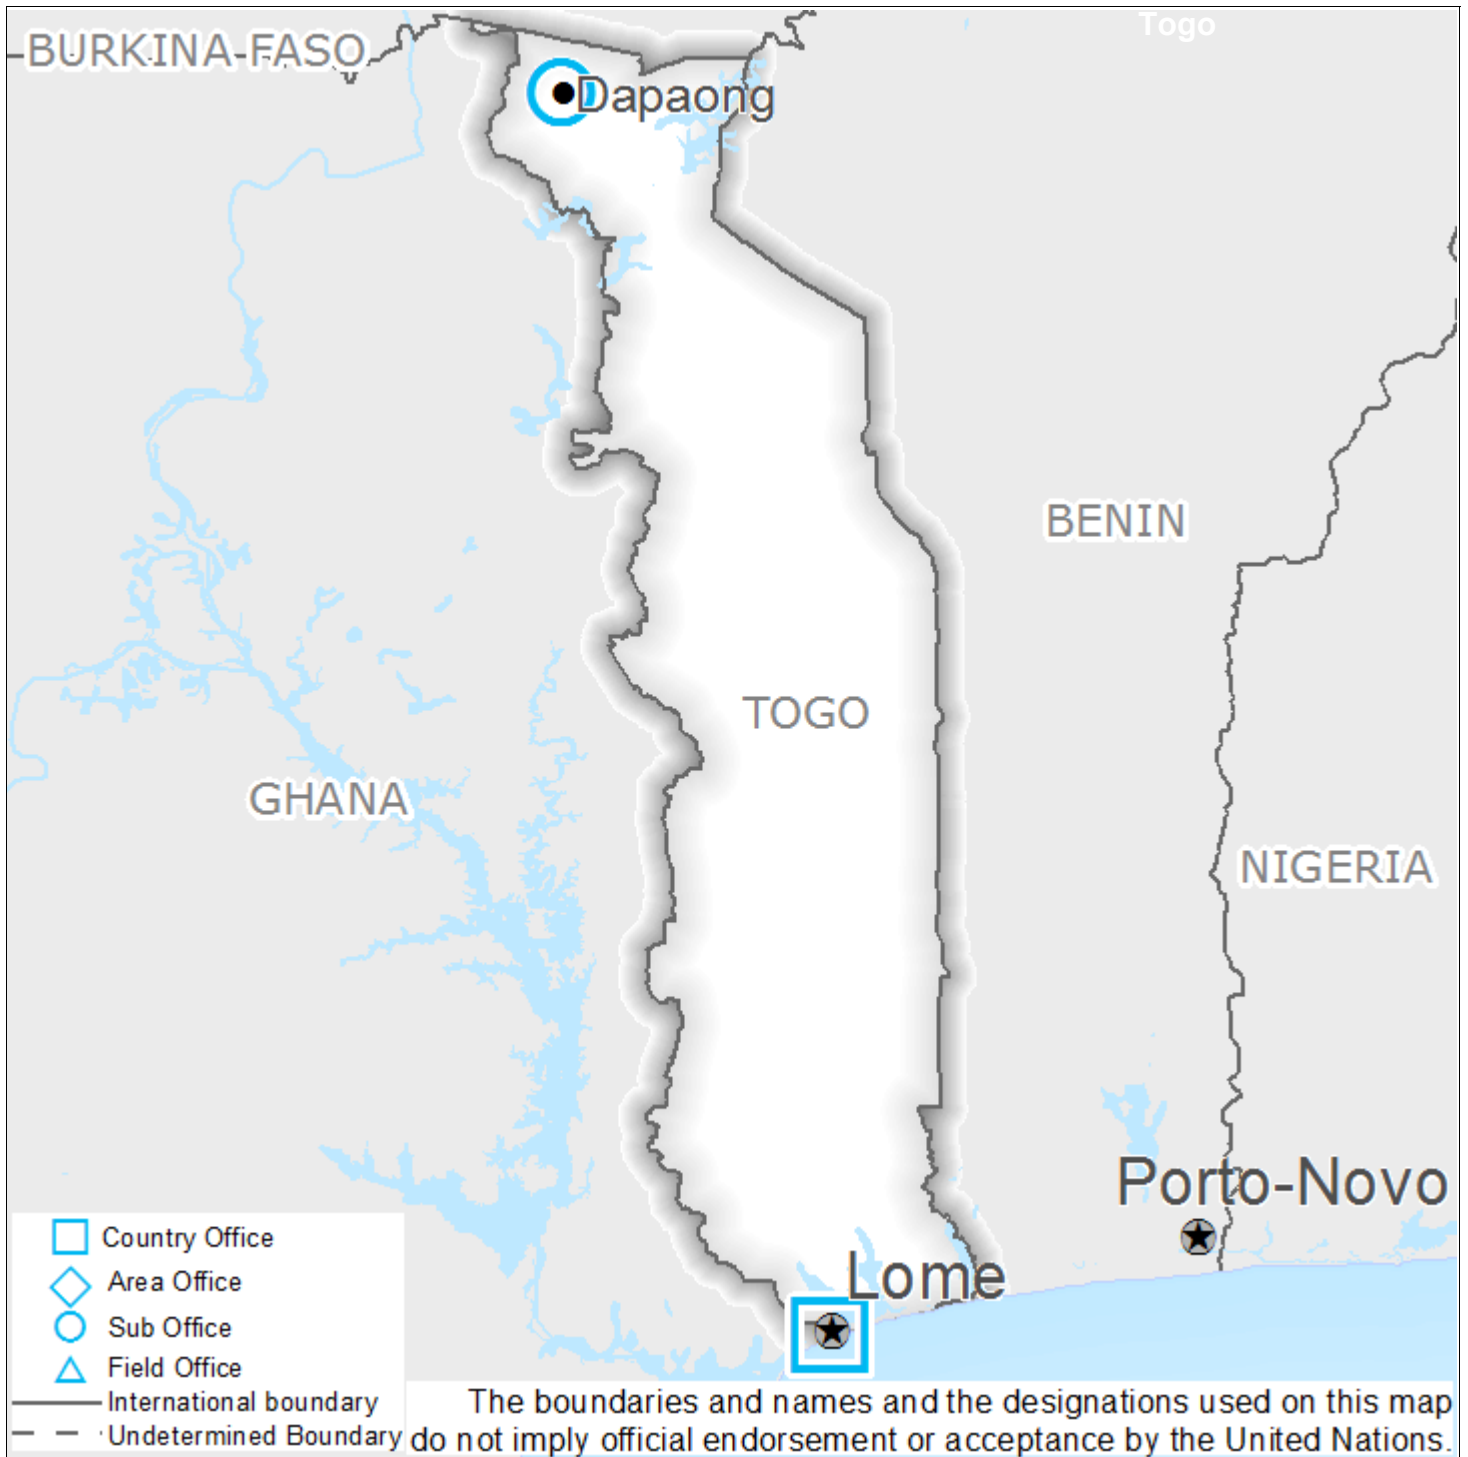 Togo
BURKINA FASO
Dapaong
BENIN
TOGO
GHANA
NIGERIA
Porto-Novo
Lome
Country Office
Area Office
Sub Office
Field Office
International boundary
Undetermined Boundary
The boundaries and names and the designations used on this map
do not imply official endorsement or acceptance by the United Nations.